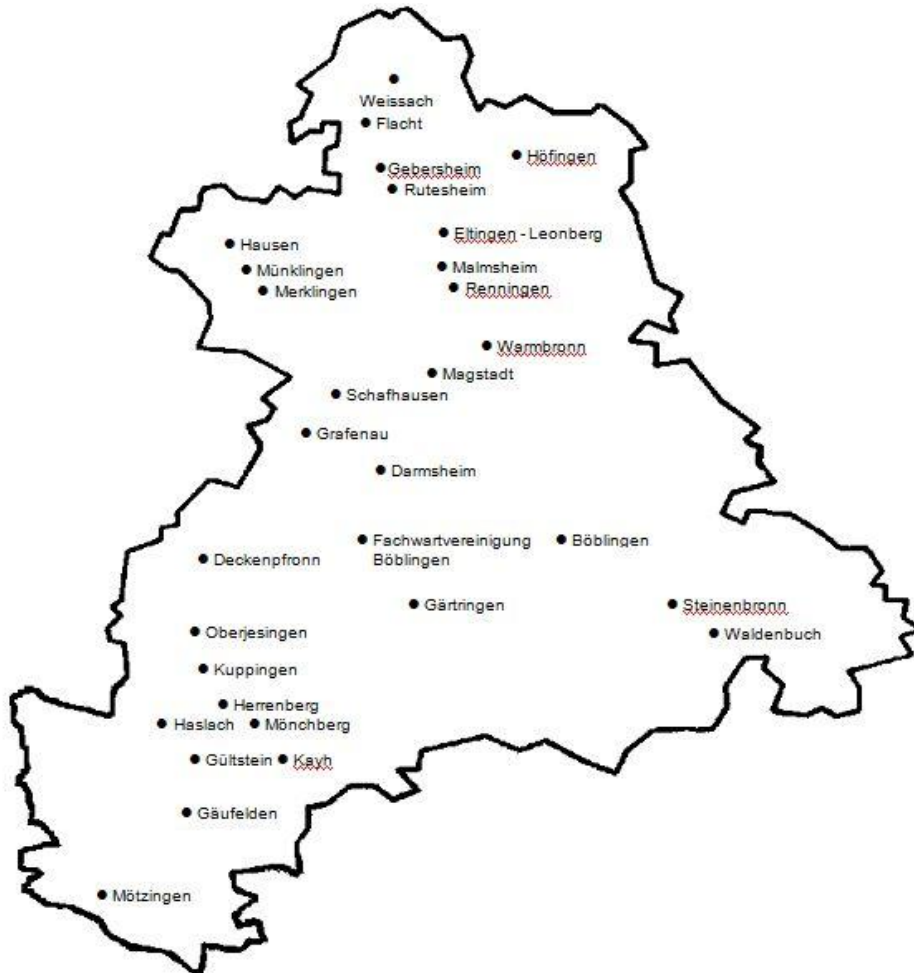 Weissach
Flacht
Höfingen
Gebersheim
Rutesheim
Eltingen - Leonberg
Hausen
Malmsheim
Münklingen
Renningen
Merklingen
Warmbronn
Magstadt
Schafhausen
Grafenau
Darmsheim
Fachwartvereinigung
Böblingen
Böblingen
Deckenpfronn
Gärtringen
Steinenbronn
Oberjesingen
Waldenbuch
Kuppingen
Herrenberg
Haslach
Mönchberg
Gültstein
Kayh
Gäufelden
Mötzingen